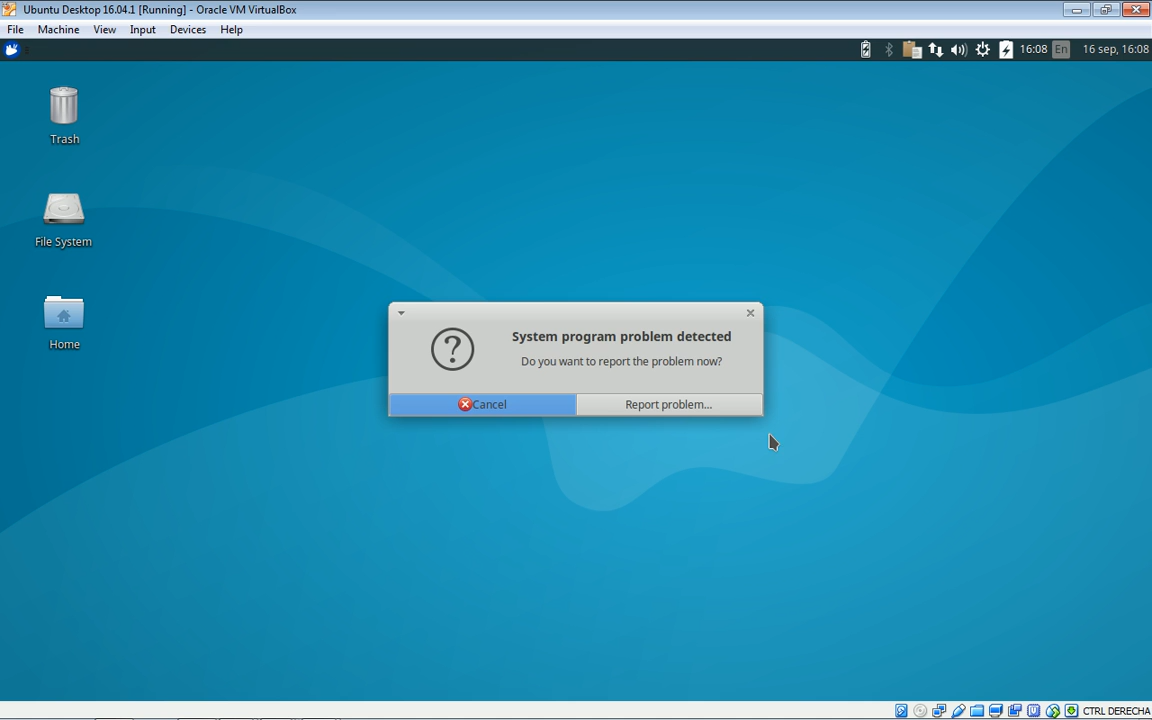 Ubuntu Desktop 16.04.1 [Running] - Oracle VM VirtualBox
File Machine View Input Devices Help
16:08 En 16 sep, 16:08
Trash
File System
Home
System program problem detected
Do you want to report the problem now?
Cancel Report problem...
CTRL DERECHA